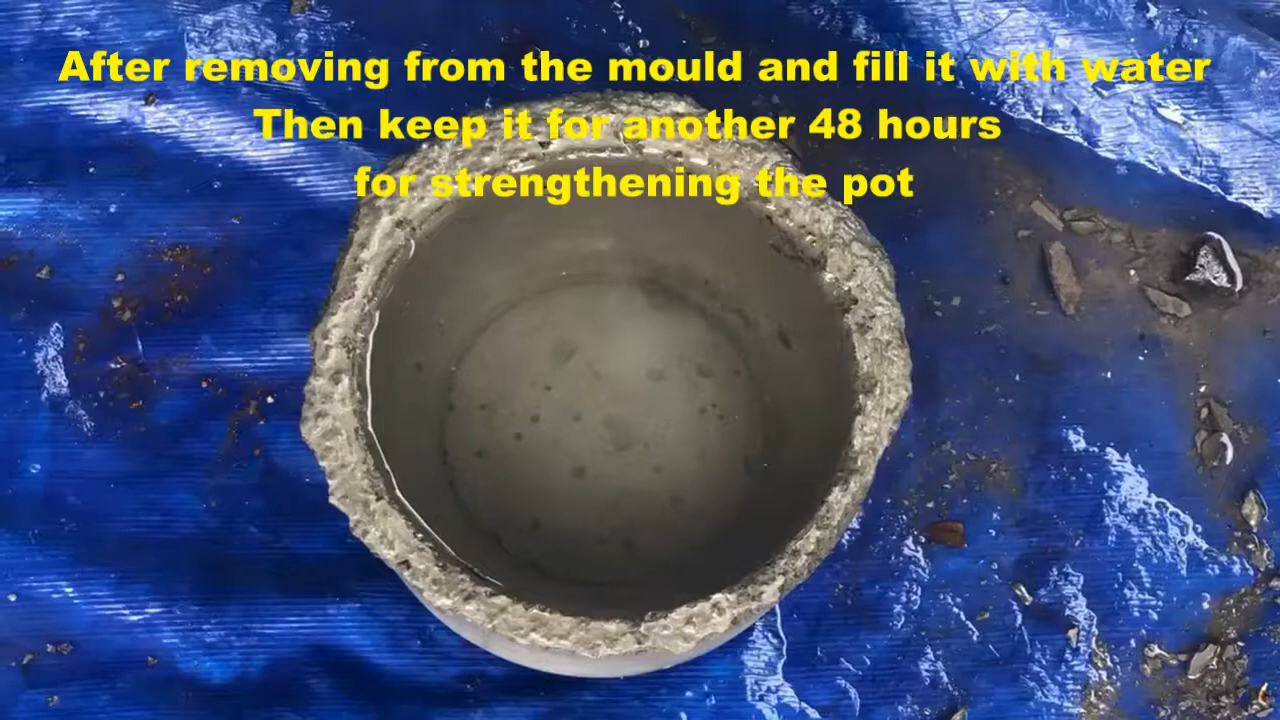 After removing from the mould and fill it with water
Then keep it for another 48 hours
for strengthening the pot